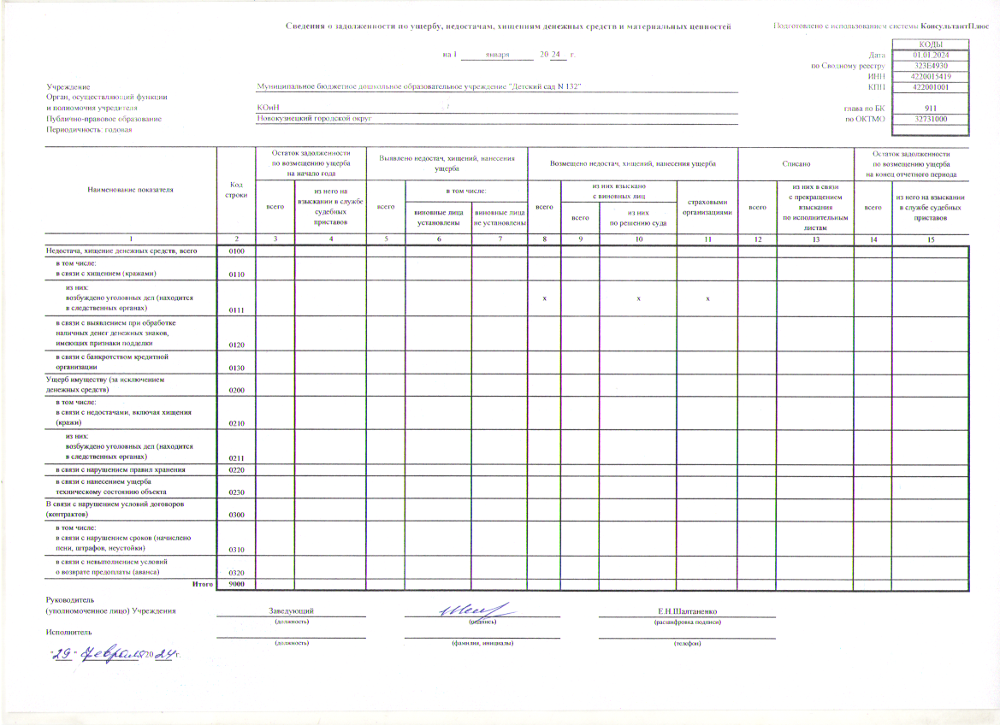 Сведения о задолженности по ущербу, недостачам, хищениям денежных средств и материальных ценностей
Подготовлено с использованием системы КонсультантПлюс
КОДЫ
на 1 января 20 24 г.
Дата 01.01.2024
по Сводному реестру 323Е4930
ИНН 4220015419
Учреждение Муниципальное бюджетное дошкольное образовательное учреждение "Детский сад N 132" КПП 422001001
Орган, осуществляющий функции
и полномочия учредителя КОиН глава по БК 911
Публично-правовое образование Новокузнецкий городской округ по ОКТМО 32731000
Периодичность: годовая
Наименование показателя
Код
строки
Остаток задолженности
по возмещению ущерба
на начало года
всего
из него на
взыскании в службе
судебных
приставов
Выявлено недостач, хищений, нанесения
ущерба
всего
в том числе:
виновные лица
установлены
виновные лица
не установлены
Возмещено недостач, хищений, нанесения ущерба
всего
из них взыскано
с виновных лиц
всего
из них
по решению суда
страховыми
организациями
Списано
всего
из них в связи
с прекращением
взыскания
по исполнительным
листам
Остаток задолженности
по возмещению ущерба
на конец отчетного периода
всего
из него на взыскании
в службе судебных
приставов
1 2 3 4 5 6 7 8 9 10 11 12 13 14 15
Недостача, хищение денежных средств, всего 0100
в том числе:
в связи с хищением (кражами) 0110
из них:
возбуждено уголовных дел (находится х х х
в следственных органах) 0111
в связи с выявлением при обработке
наличных денег денежных знаков,
имеющих признаки подделки 0120
в связи с банкротством кредитной
организации 0130
Ущерб имуществу (за исключением
денежных средств) 0200
в том числе:
в связи с недостачами, включая хищения
(кражи) 0210
из них:
возбуждено уголовных дел (находится
в следственных органах) 0211
в связи с нарушением правил хранения 0220
в связи с нанесением ущерба
техническому состоянию объекта 0230
В связи с нарушением условий договоров
(контрактов) 0300
в том числе:
в связи с нарушением сроков (начислено
пени, штрафов, неустойки) 0310
в связи с невыполнением условий
о возврате предоплаты (аванса) 0320
Итого 9000
Руководитель
(уполномоченное лицо) Учреждения Заведующий Е.Н.Шалтаненко
(должность) (подпись) (расшифровка подписи)
Исполнитель
(должность) (фамилия, инициалы) (телефон)
"29" февраля 20 24 г.